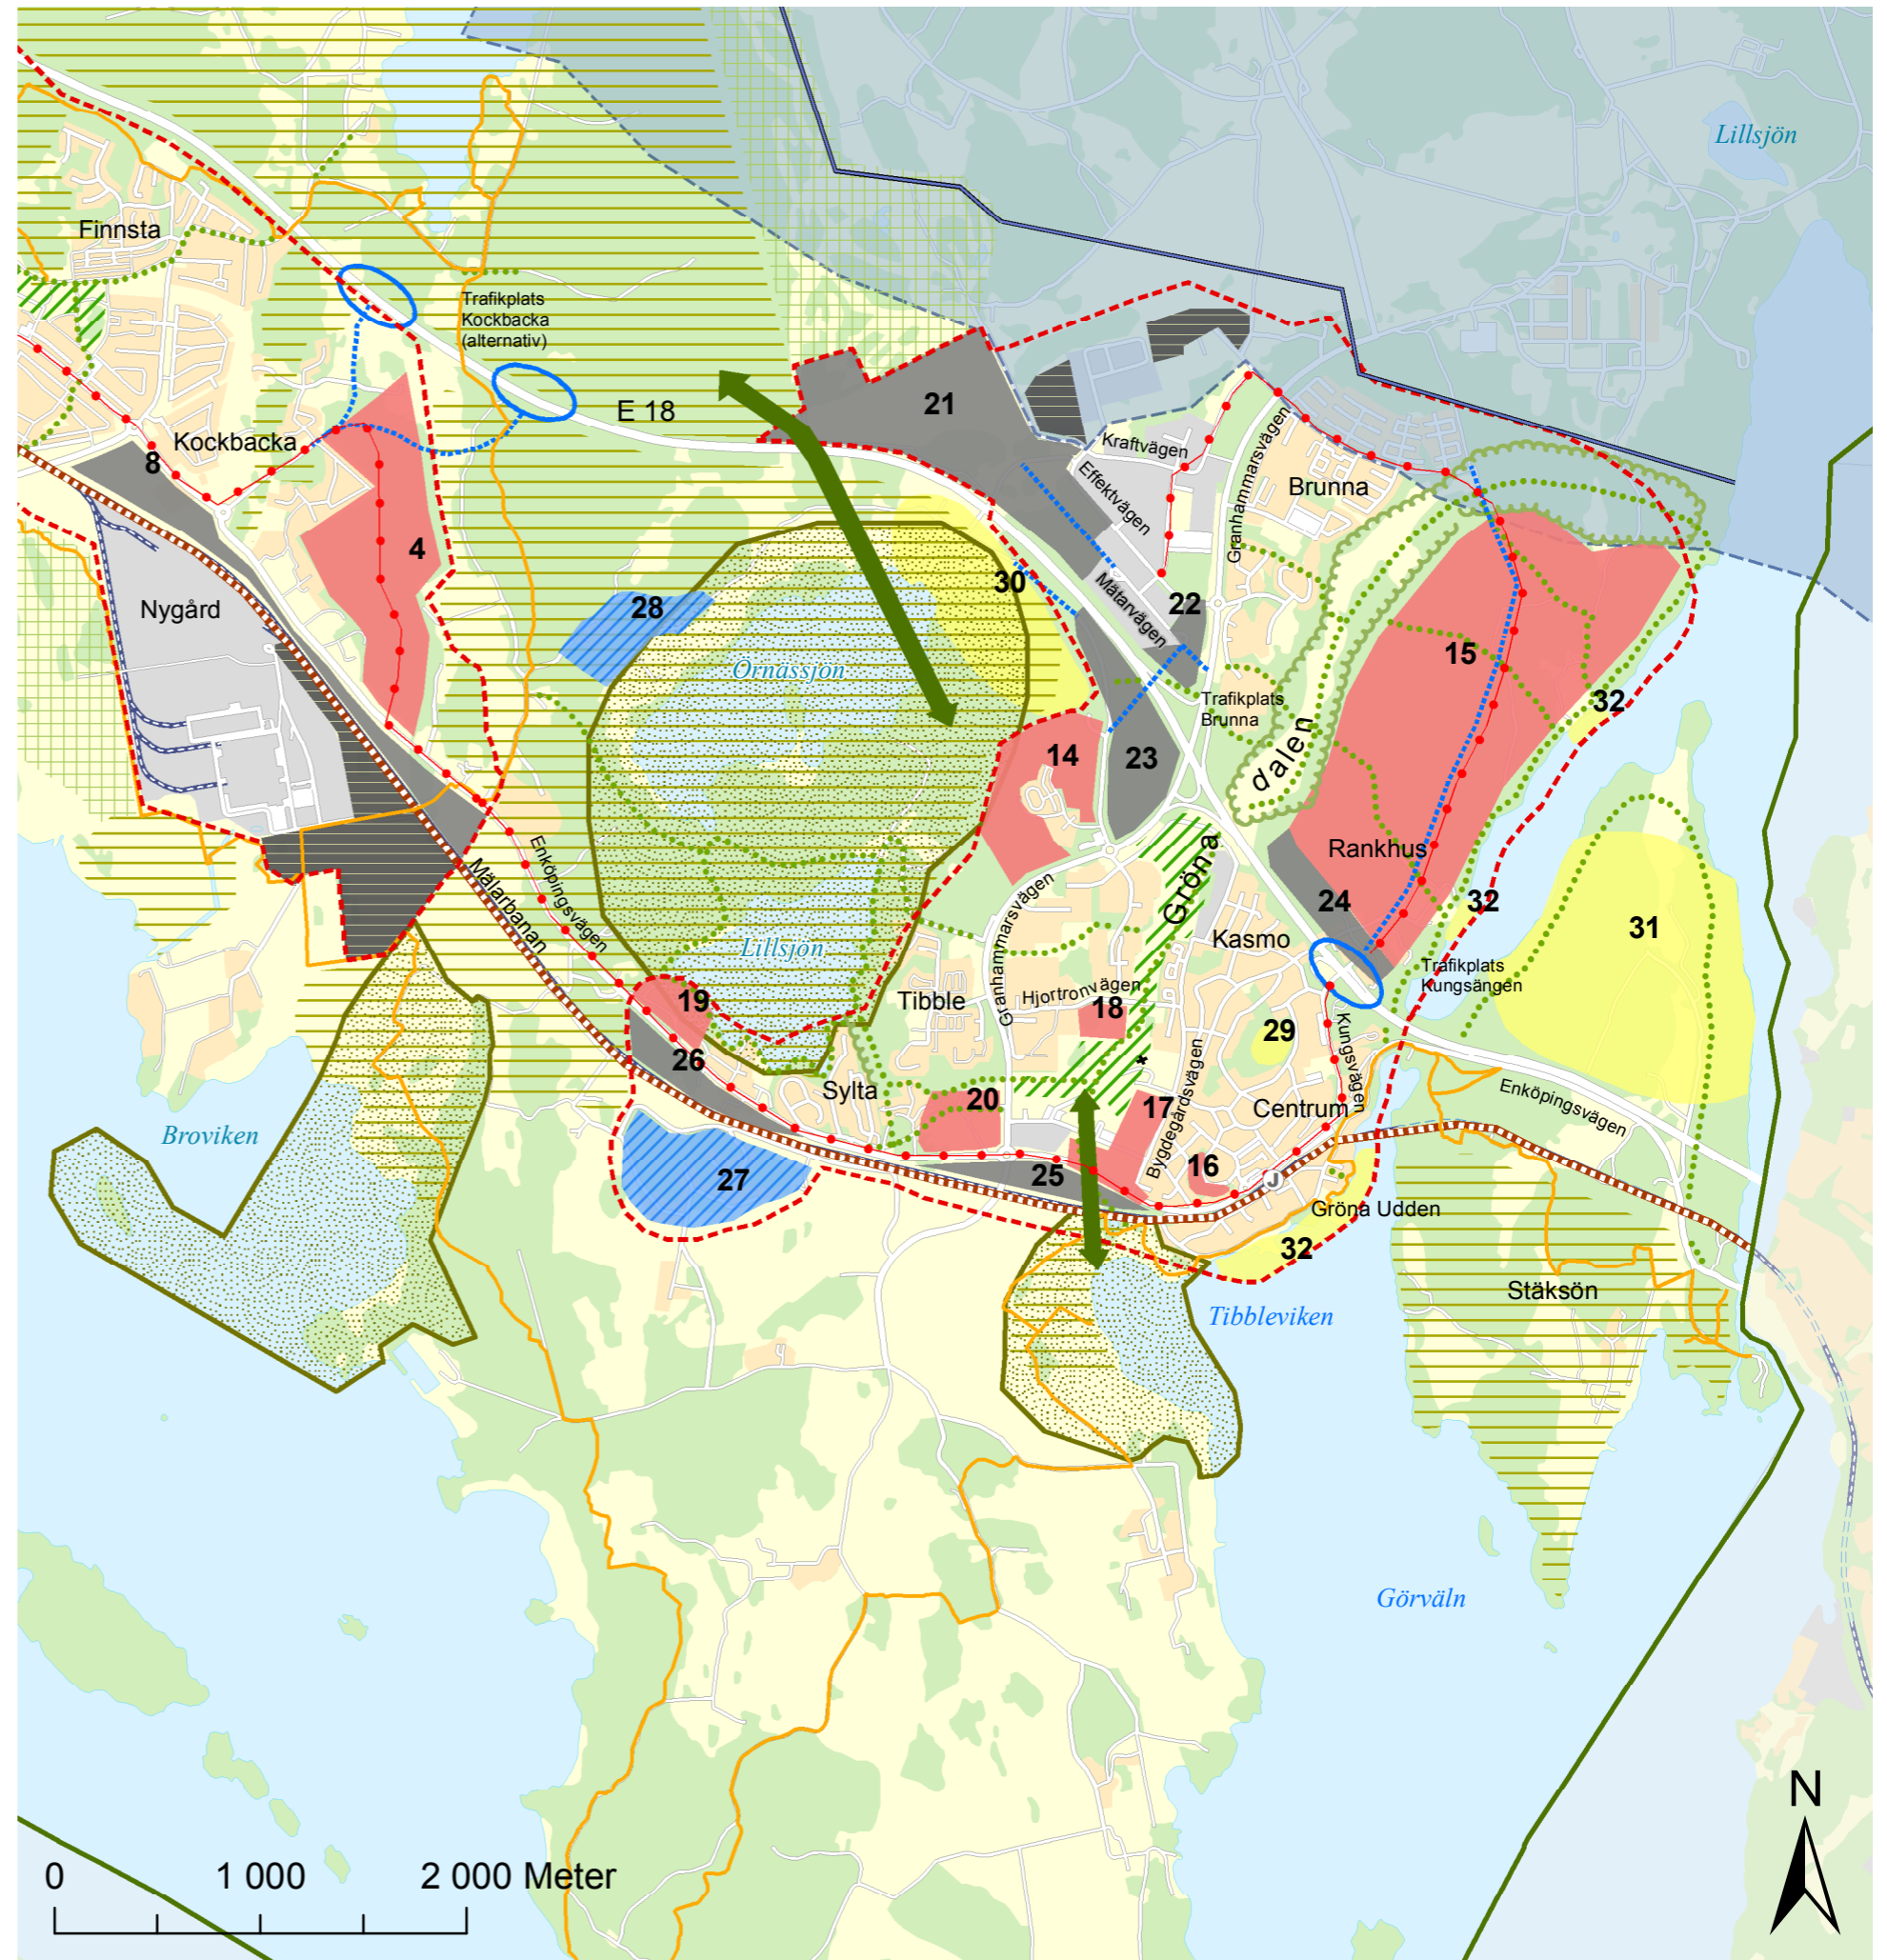 Lillsjön
Finnsta
Trafikplats
Kockbacka
(alternativ)
E 18
21
Kraftvägen
Granhammarsvägen
Kockbacka
8
Effektvägen
Brunna
4
30
Nygård
28
Mätarvägen
22
15
Örnässjön
Trafikplats
Brunna
32
14
23
dalen
Enköpingsvägen
Mälarbanan
Rankhus
Gröna
Granhammarsvägen
24
32
31
Kasmo
Lillsjön
Trafikplats
Kungsängen
19
Tibble
Hjortronvägen
18
29
Kungsvägen
26
Sylta
20
17
Bygdegårdsvägen
Centrum
Enköpingsvägen
Broviken
27
25
16
J
Gröna Udden
32
Stäksön
Tibbleviken
Görväln
N
0
1 000
2 000 Meter